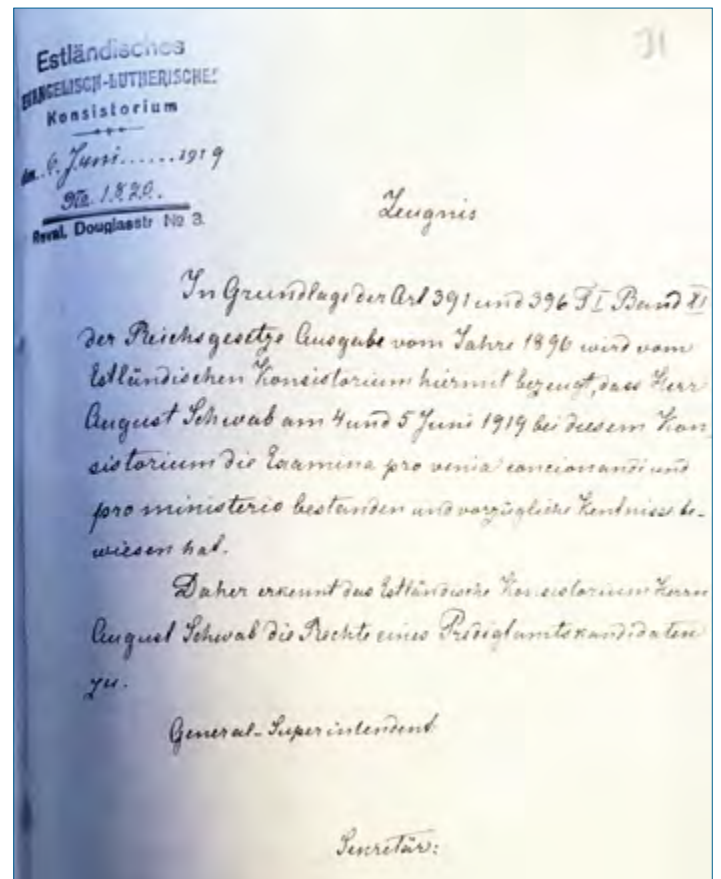 Estländisches
EVANGELISCH-LUTHERISCHES
Konsistorium
am 6. Juni ...... 1919
No. 1820.
Reval, Douglasstr No 3.
Zeugnis
In Grundlage der Art 391 und 396 T I Band XI
der Reichsgesetze Ausgabe vom Jahre 1896 wird vom
Estländischen Konsistorium hiermit bezeugt, dass Herr
August Schwab am 4 und 5 Juni 1919 bei diesem Kon-
sistorium die Examina pro venia concionandi und
pro ministerio bestanden und vorzügliche Kentnisse be-
wiesen hat.
Daher erkennt das Estländische Konsistorium Herrn
August Schwab die Rechte eines Predigtamtskandidaten
zu.
General-Superintendent
Sekretär: